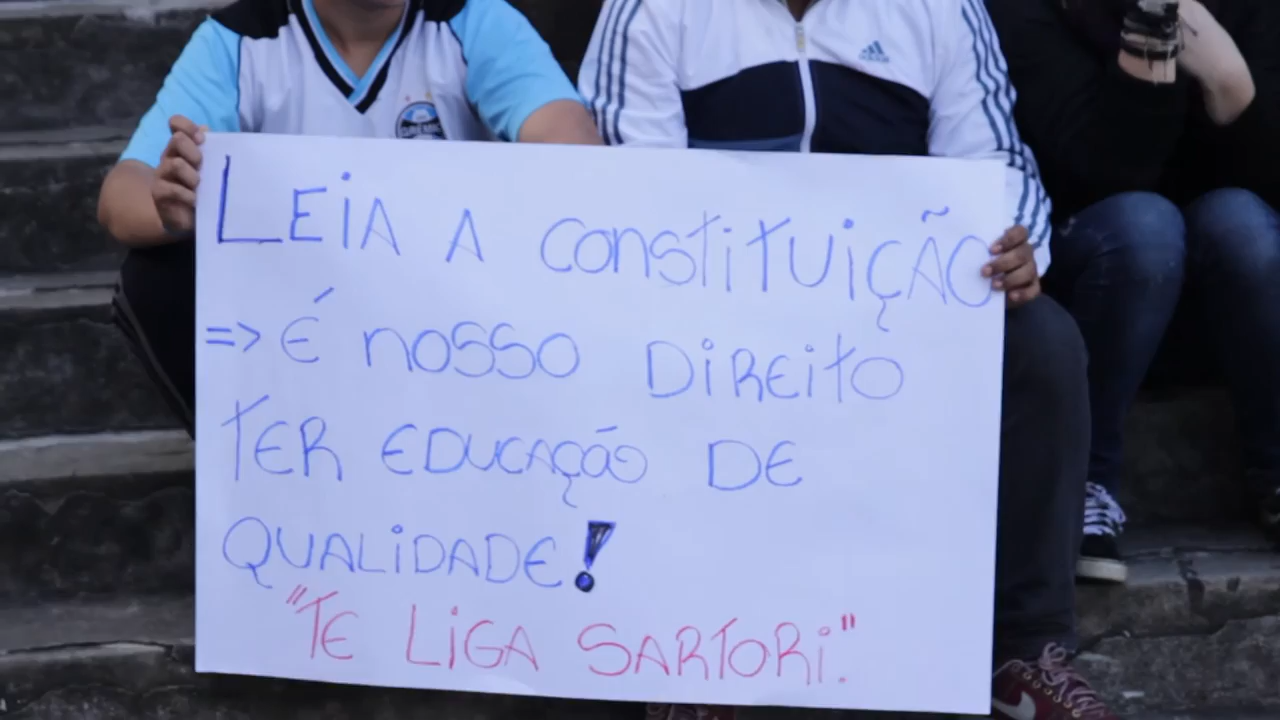 LEIA A CONSTITUIÇÃO
=> É NOSSO DIREITO
TER EDUCAÇÃO DE
QUALIDADE!
"TE LIGA SARTORI."